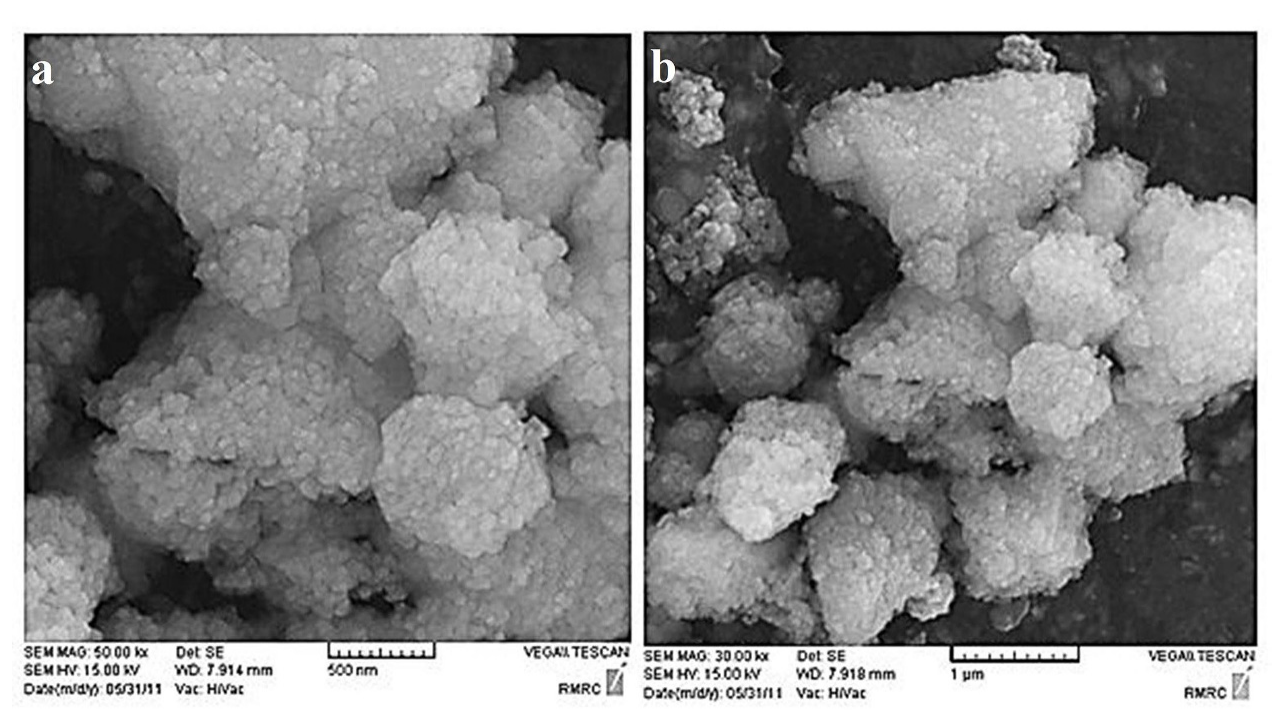 a
b
SEM MAG: 50.00 kx Det: SE
SEM HV: 15.00 kV WD: 7.914 mm 500 nm VEGA\\ TESCAN
Date(m/d/y): 05/31/11 Vac: HiVac RMRC
SEM MAG: 30.00 kx Det: SE VEGA\\ TESCAN
SEM HV: 15.00 kV WD: 7.918 mm 1 µm
Date(m/d/y): 05/31/11 Vac: HiVac RMRC